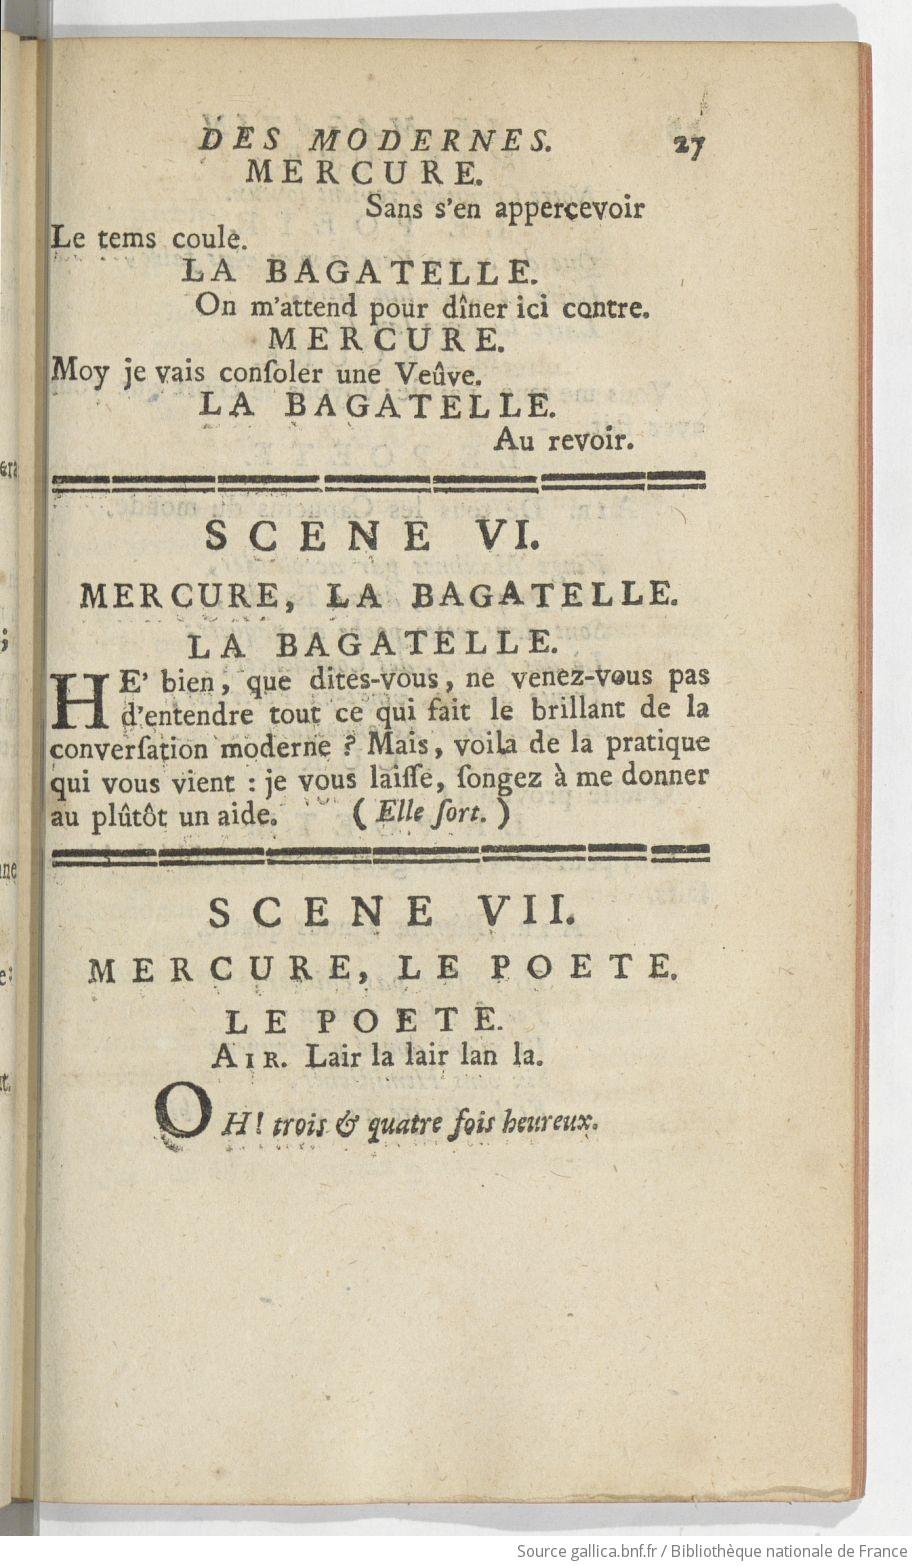 DES MODERNES. 27
MERCURE.
Sans s'en appercevoir
Le tems coule.
LA BAGATELLE.
On m'attend pour dîner ici contre.
MERCURE.
Moy je vais conſoler une Veûve.
LA BAGATELLE.
Au revoir.
SCENE VI.
MERCURE, LA BAGATELLE.
LA BAGATELLE.
HE' bien, que dites-vous, ne venez-vous pas
d'entendre tout ce qui fait le brillant de la
converſation moderne ? Mais, voila de la pratique
qui vous vient : je vous laiſſe, ſongez à me donner
au plûtôt un aide. (Elle ſort.)
SCENE VII.
MERCURE, LE POETE.
LE POETE.
AIR. Lair la lair lan la.
OH! trois & quatre fois heureux.
Source gallica.bnf.fr / Bibliothèque nationale de France